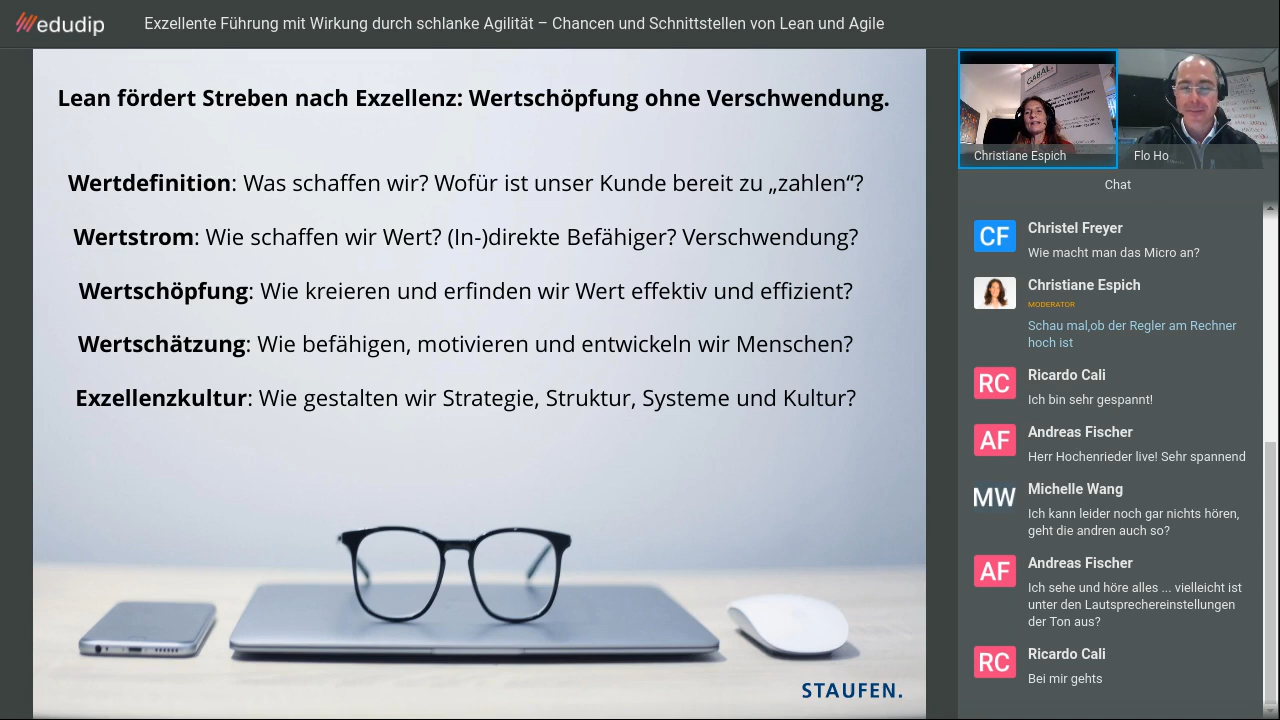 edudip
Exzellente Führung mit Wirkung durch schlanke Agilität – Chancen und Schnittstellen von Lean und Agile
Lean fördert Streben nach Exzellenz: Wertschöpfung ohne Verschwendung.
Wertdefinition: Was schaffen wir? Wofür ist unser Kunde bereit zu „zahlen“?
Wertstrom: Wie schaffen wir Wert? (In-)direkte Befähiger? Verschwendung?
Wertschöpfung: Wie kreieren und erfinden wir Wert effektiv und effizient?
Wertschätzung: Wie befähigen, motivieren und entwickeln wir Menschen?
Exzellenzkultur: Wie gestalten wir Strategie, Struktur, Systeme und Kultur?
STAUFEN.
GABAL
Christiane Espich
Flo Ho
Chat
CF
Christel Freyer
Wie macht man das Micro an?
Christiane Espich
MODERATOR
Schau mal,ob der Regler am Rechner
hoch ist
RC
Ricardo Cali
Ich bin sehr gespannt!
AF
Andreas Fischer
Herr Hochenrieder live! Sehr spannend
MW
Michelle Wang
Ich kann leider noch gar nichts hören,
geht die andren auch so?
AF
Andreas Fischer
Ich sehe und höre alles ... vielleicht ist
unter den Lautsprechereinstellungen
der Ton aus?
RC
Ricardo Cali
Bei mir gehts